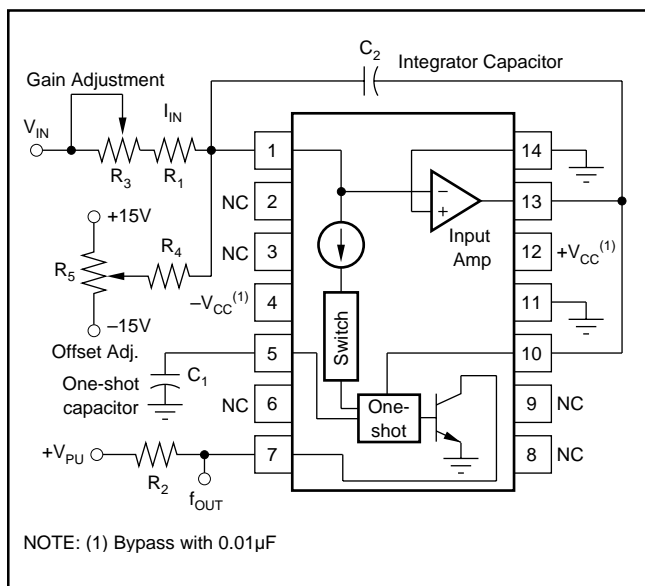 C2
Integrator Capacitor
Gain Adjustment
VIN
IIN
R3
R1
1
14
NC
2
13
Input
Amp
+15V
R4
NC
3
12
+VCC(1)
R5
–VCC(1)
4
11
–15V
Offset Adj.
Switch
5
10
One-shot
capacitor
C1
NC
6
One-
shot
9
NC
+VPU
R2
7
8
NC
fOUT
–
+
NOTE: (1) Bypass with 0.01µF